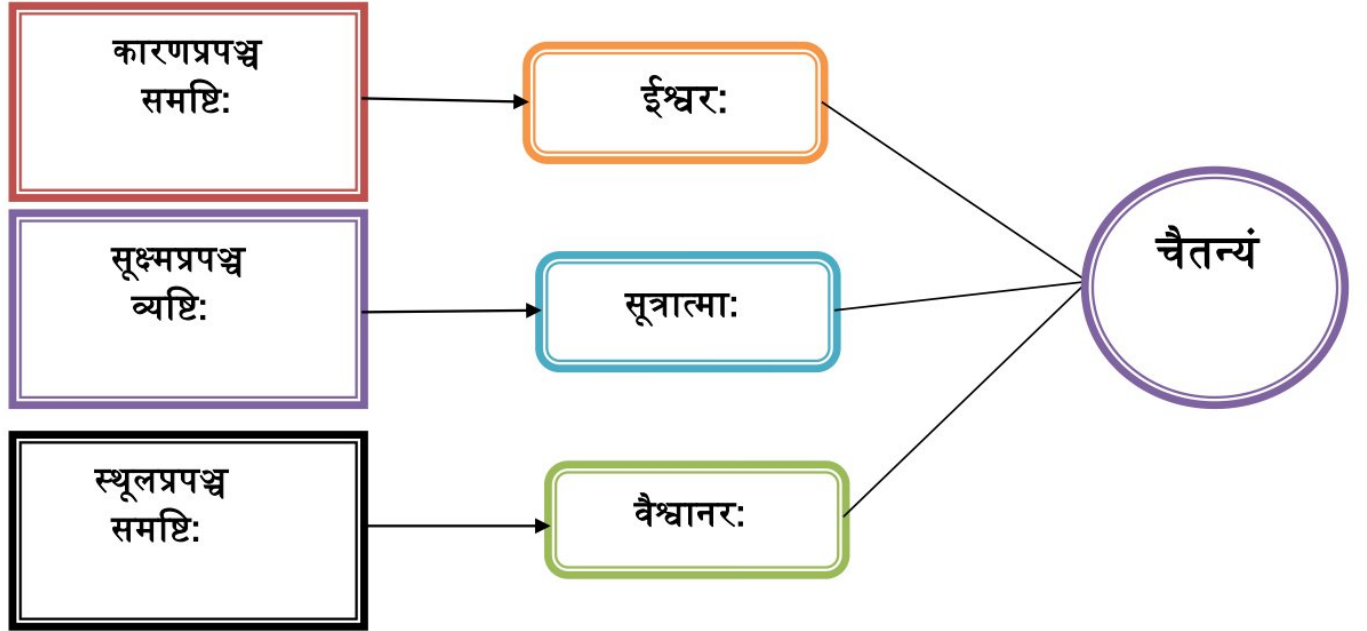 कारणप्रपञ्च
समष्टि:
ईश्वर:
सूक्ष्मप्रपञ्च
व्यष्टि:
सूत्रात्मा:
चैतन्यं
स्थूलप्रपञ्च
समष्टि:
वैश्वानर: